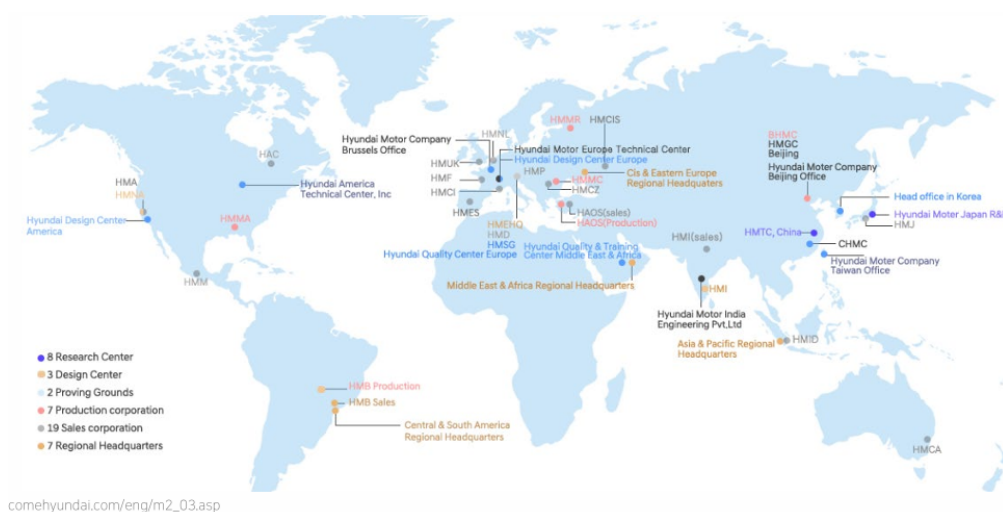 HMMR
HMCIS
HMNL
Hyundai Motor Company
Brussels Office
Hyundai Motor Europe Technical Center
Hyundai Design Center Europe
HAC
HMUK
HMP
HMF
HMMC
HMCI
HMCZ
Cis & Eastern Europe
Regional Headquaters
BHMC
HMGC
Beijing
Hyundai Motor Company
Beijing Office
HMA
Hyundai America
Technical Center, Inc
Hyundai Design Center
America
HMMA
HMES
HMEHQ
HMD
HMSG
Hyundai Quality Center Europe
HAOS(sales)
HAOS(Production)
Head office in Korea
Hyundai Moter Japan R&
HMJ
HMTC, China
HMI(sales)
CHMC
Hyundai Moter Company
Taiwan Office
Hyundai Quality & Training
Center Middle East & Africa
Middle East & Africa Regional Headquarters
HMM
HMI
Hyundai Motor India
Engineering Pvt,Ltd
Asia & Pacific Regional
Headquarters
HMID
8 Research Center
3 Design Center
2 Proving Grounds
7 Production corporation
19 Sales corporation
7 Regional Headquarters
HMB Production
HMB Sales
Central & South America
Regional Headquarters
HMCA
comehyundai.com/eng/m2_03.asp